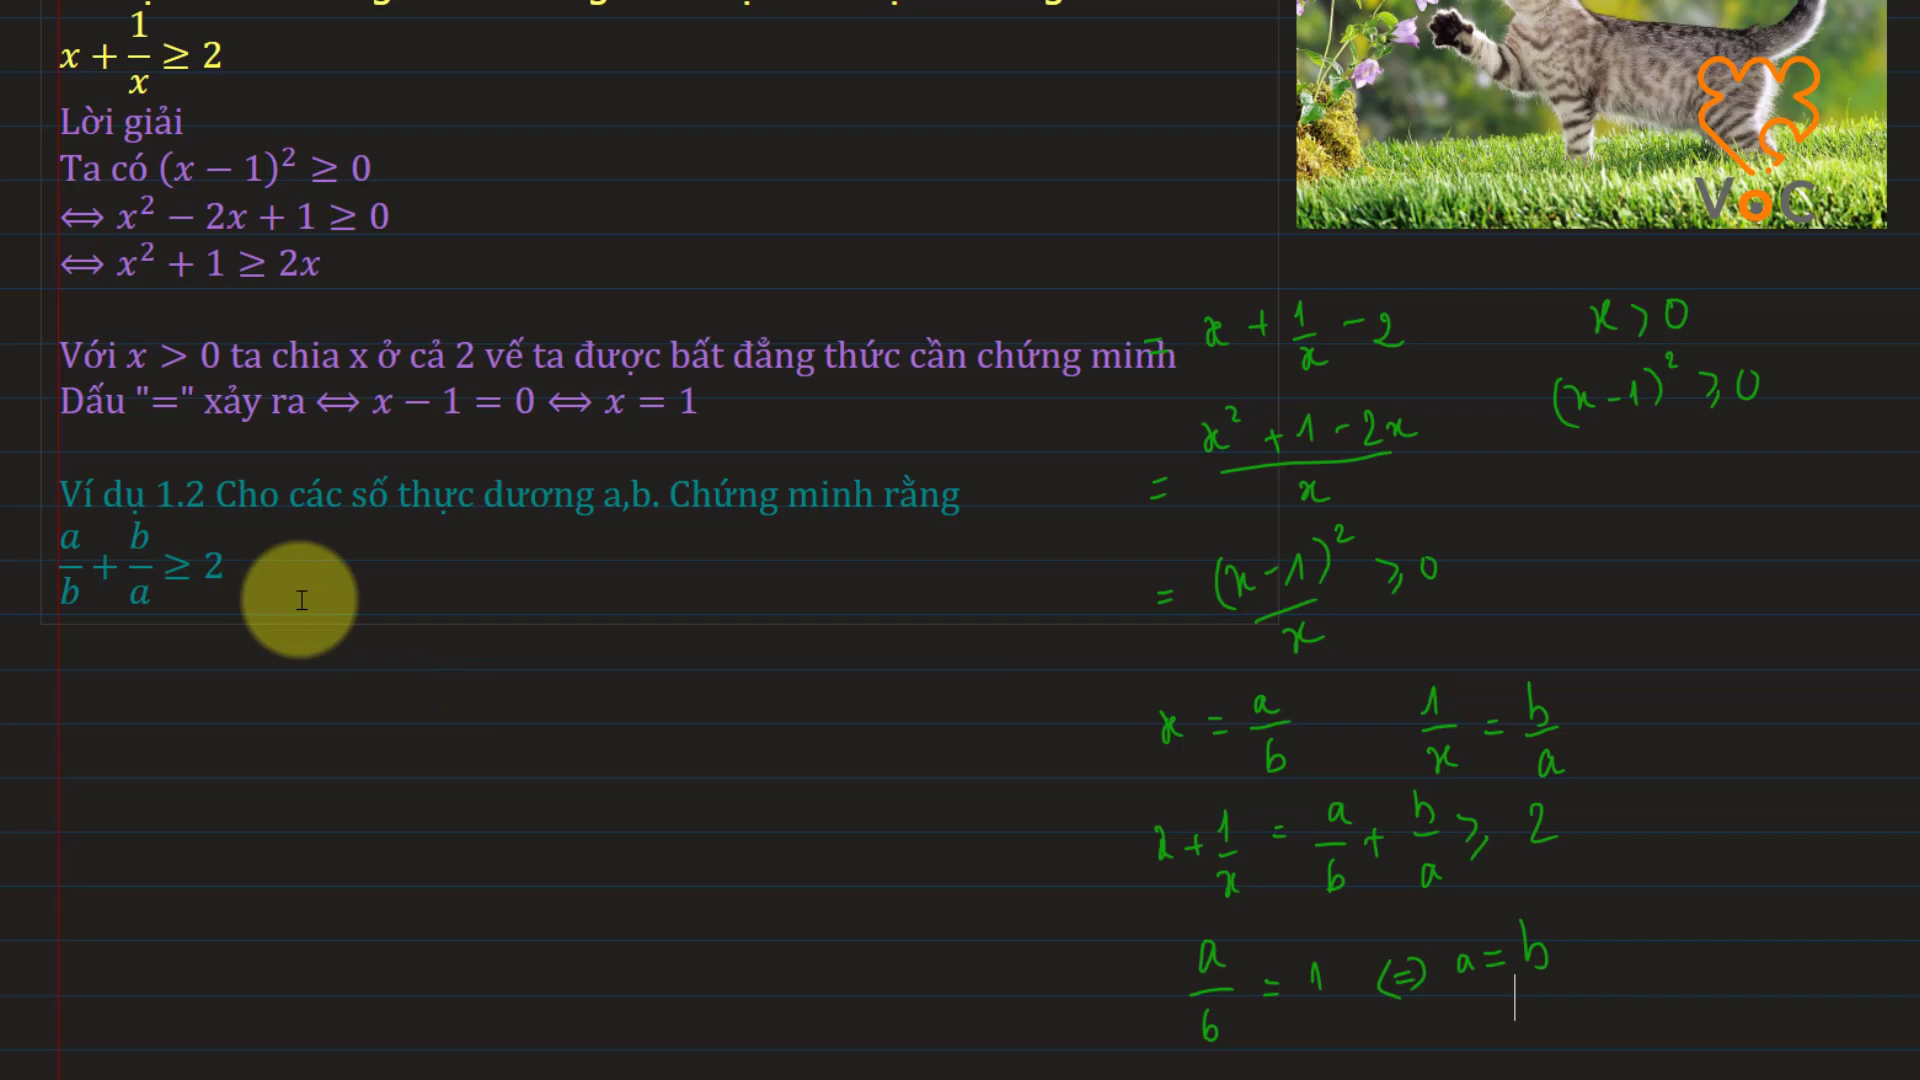 x + 1/x ≥ 2
Lời giải
Ta có (x − 1)² ≥ 0
⟺ x² − 2x + 1 ≥ 0
⟺ x² + 1 ≥ 2x
Với x > 0 ta chia x ở cả 2 vế ta được bất đẳng thức cần chứng minh
Dấu "=" xảy ra ⟺ x − 1 = 0 ⟺ x = 1
Ví dụ 1.2 Cho các số thực dương a,b. Chứng minh rằng
a/b + b/a ≥ 2
VOC
x + 1/x − 2
= (x² + 1 − 2x)/x
= (x − 1)²/x ≥ 0
x > 0
(x − 1)² ≥ 0
x = a/b    1/x = b/a
x + 1/x = a/b + b/a ≥ 2
a/b = 1 (=) a = b